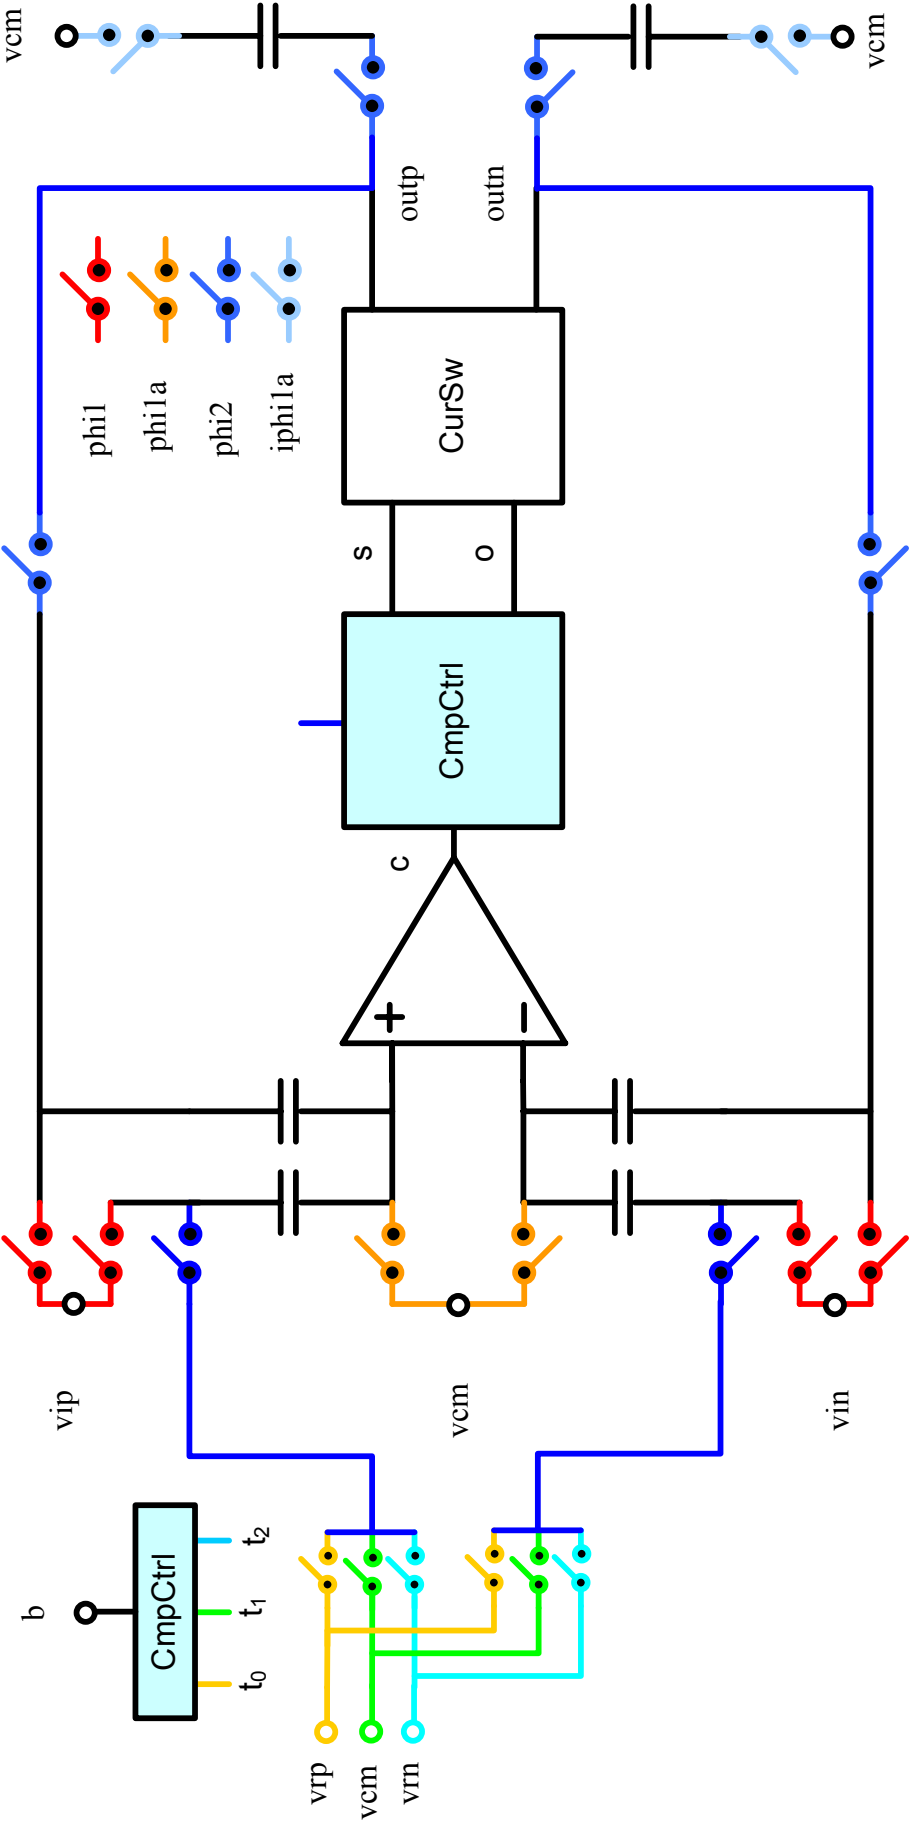 b
CmpCtrl
t0
t1
t2
vrp
vcm
vrn
vip
vcm
vin
+
−
c
CmpCtrl
s
o
CurSw
phi1
phi1a
phi2
iphi1a
outp
outn
vcm
vcm